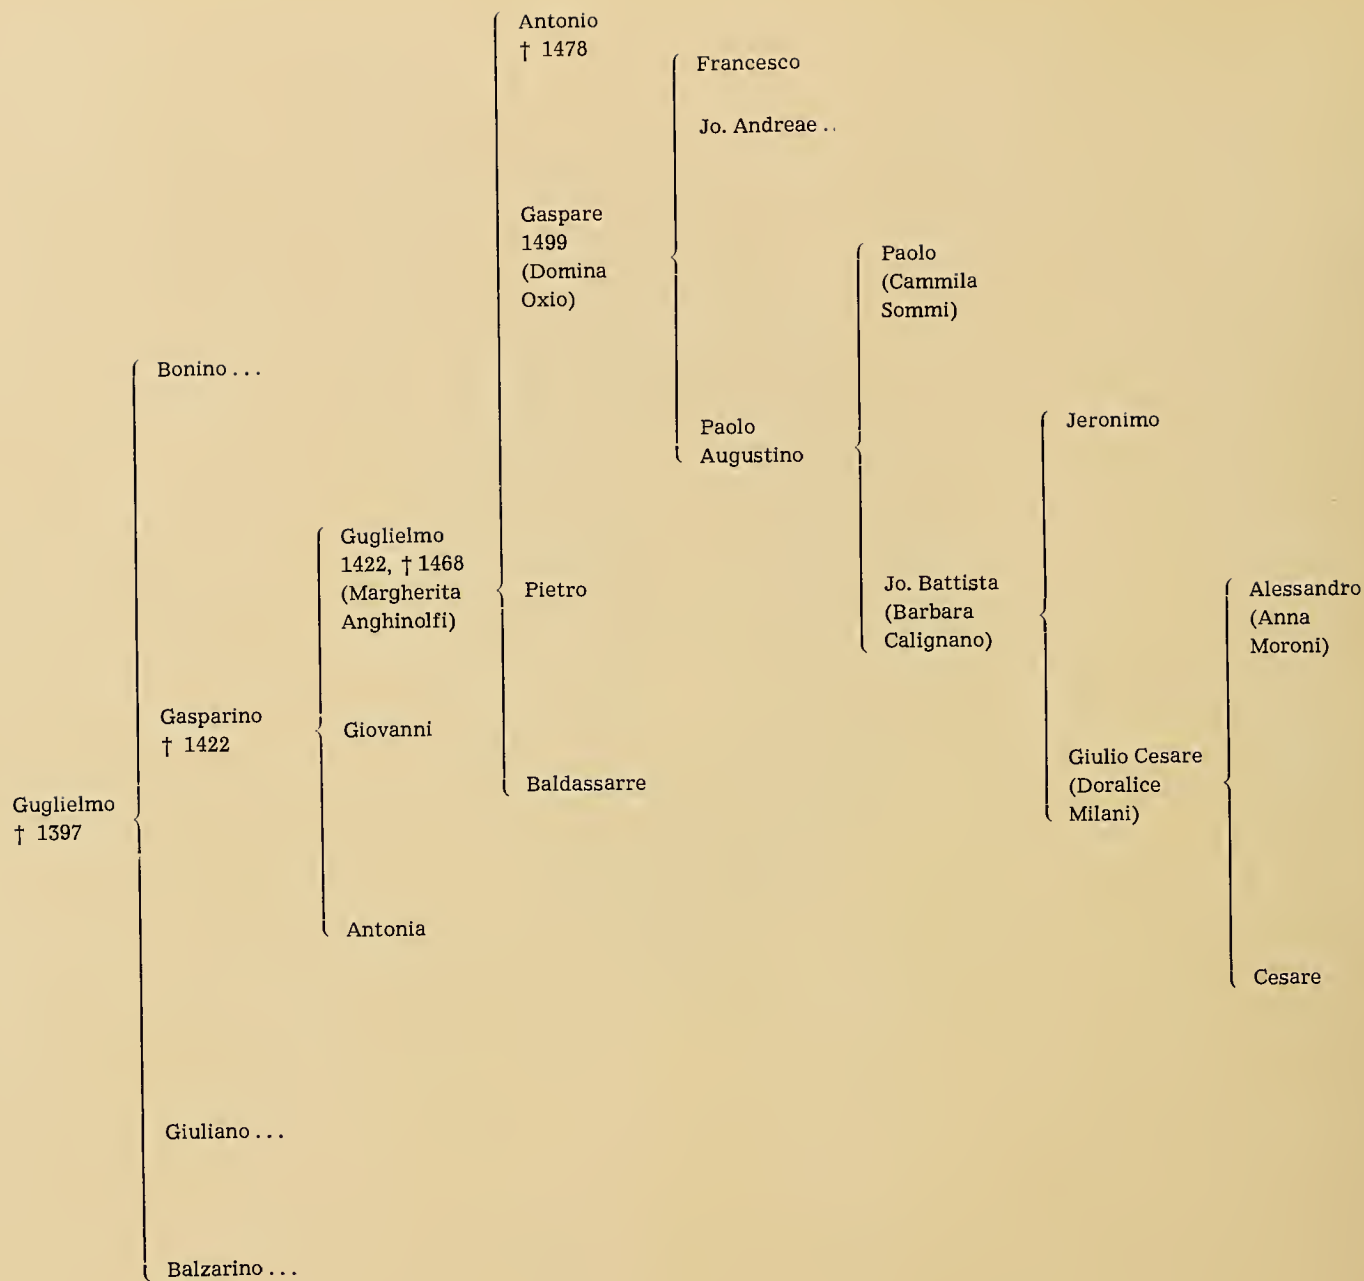 Guglielmo
† 1397
Bonino ...
Gasparino
† 1422
Giuliano ...
Balzarino ...
Guglielmo
1422, † 1468
(Margherita
Anghinolfi)
Giovanni
Antonia
Antonio
† 1478
Gaspare
1499
(Domina
Oxio)
Pietro
Baldassarre
Francesco
Jo. Andreae ..
Paolo
Augustino
Paolo
(Cammila
Sommi)
Jo. Battista
(Barbara
Calignano)
Jeronimo
Giulio Cesare
(Doralice
Milani)
Alessandro
(Anna
Moroni)
Cesare